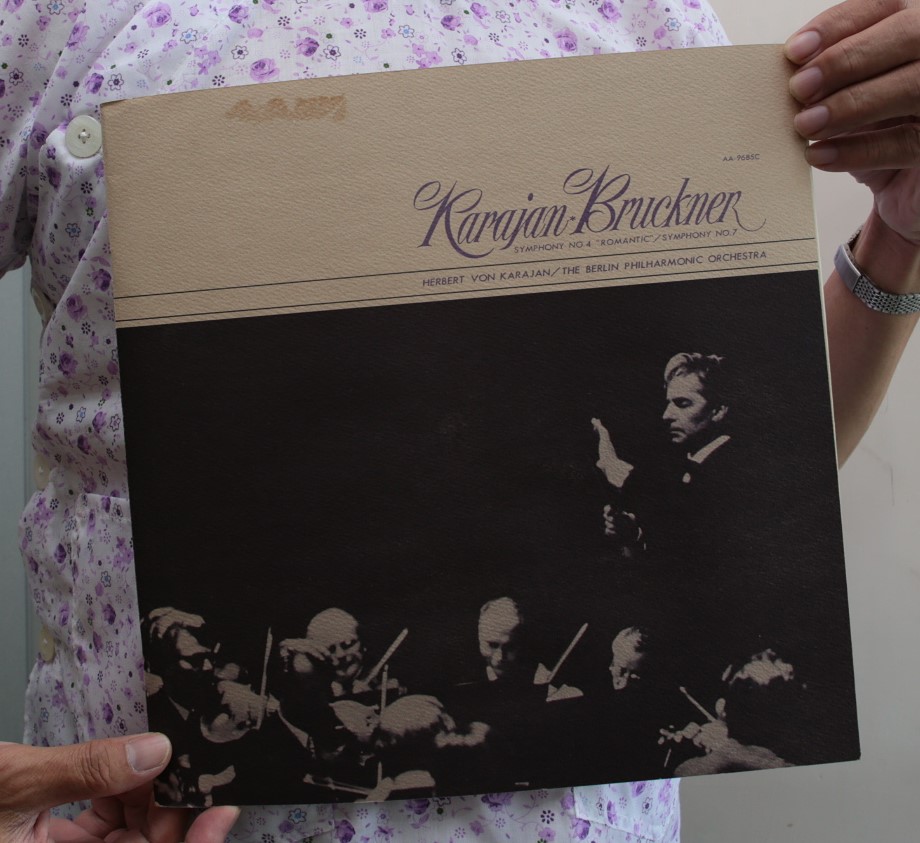 AA-9685C
Karajan·Bruckner
SYMPHONY NO.4 "ROMANTIC"/SYMPHONY NO.7
HERBERT VON KARAJAN/THE BERLIN PHILHARMONIC ORCHESTRA